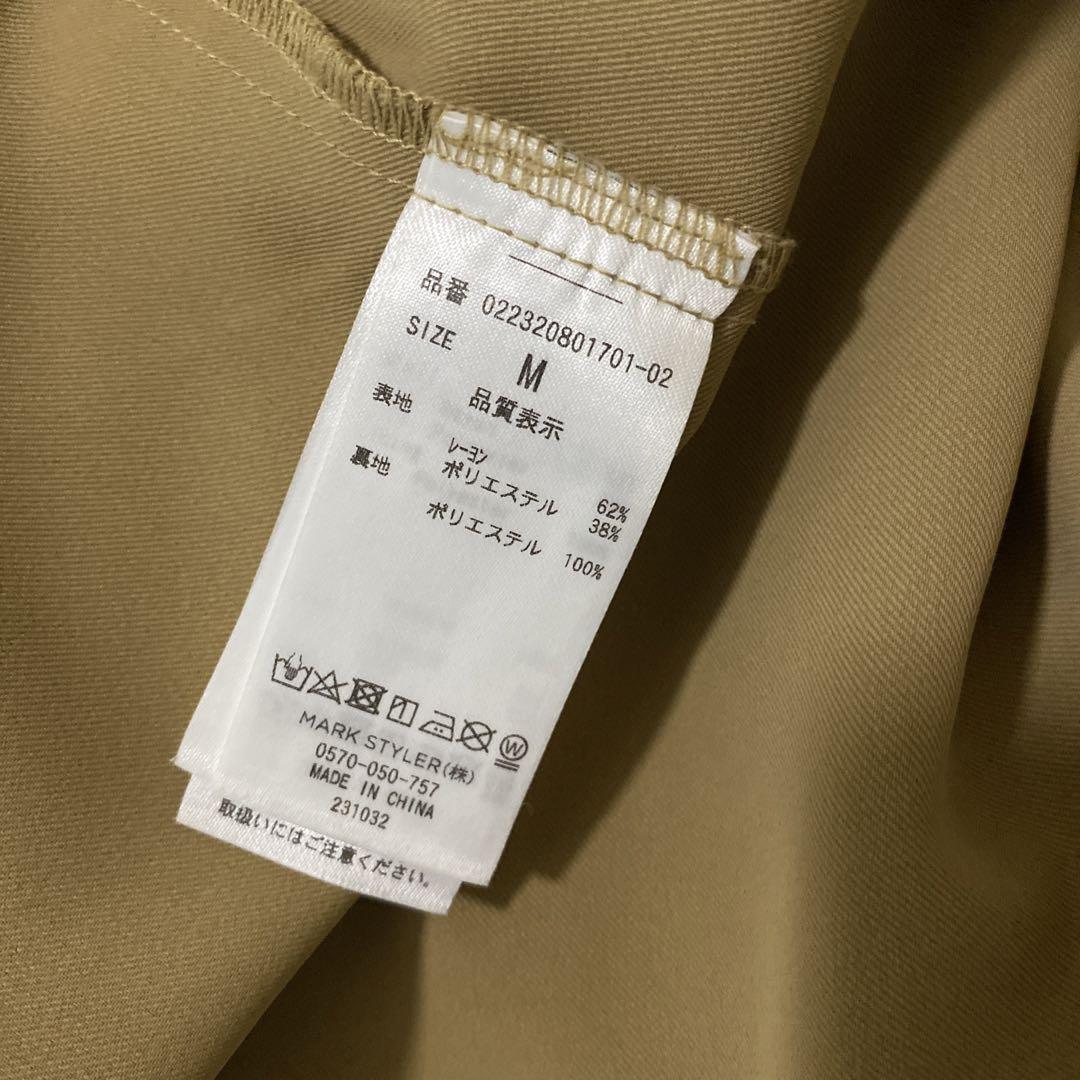 品番 022320801701-02
SIZE M
品質表示
表地 レーヨン 62%
ポリエステル 38%
裏地 ポリエステル 100%
MARK STYLER(株)
0570-050-757
MADE IN CHINA
231032
取扱いにはご注意ください。